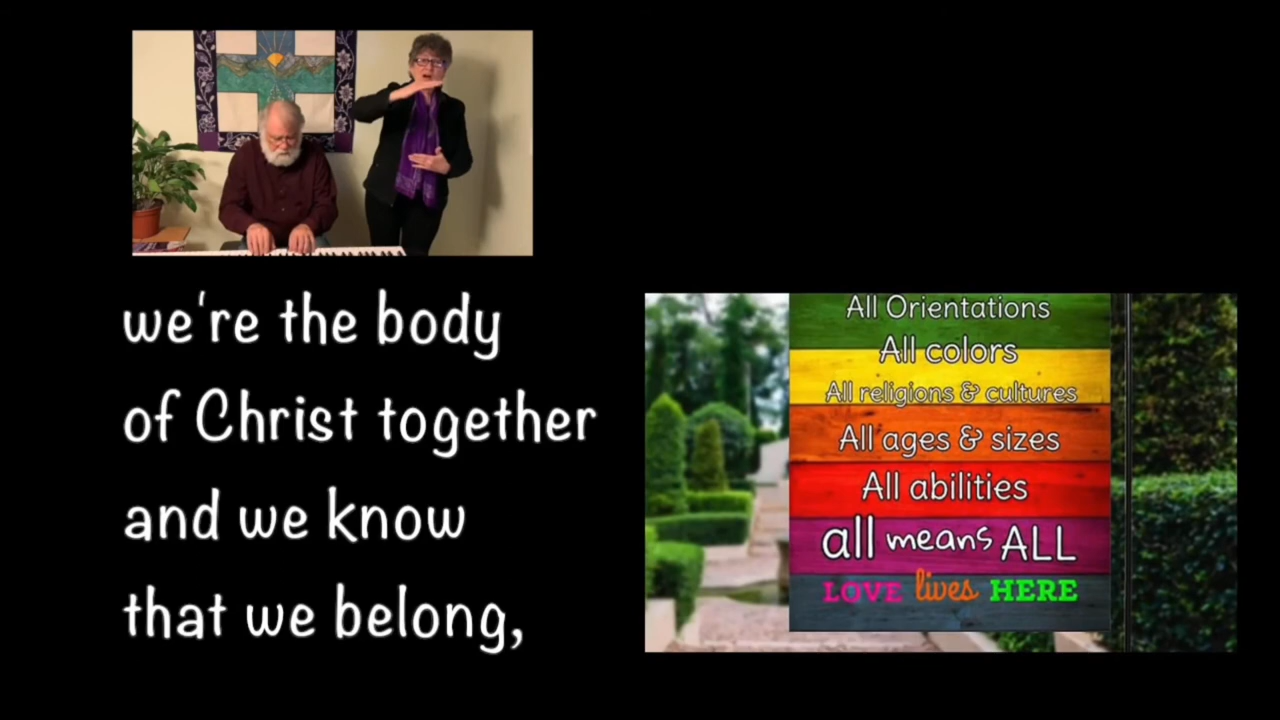 we're the body
of Christ together
and we know
that we belong,
All Orientations
All colors
All religions & cultures
All ages & sizes
All abilities
all means ALL
LOVE lives HERE